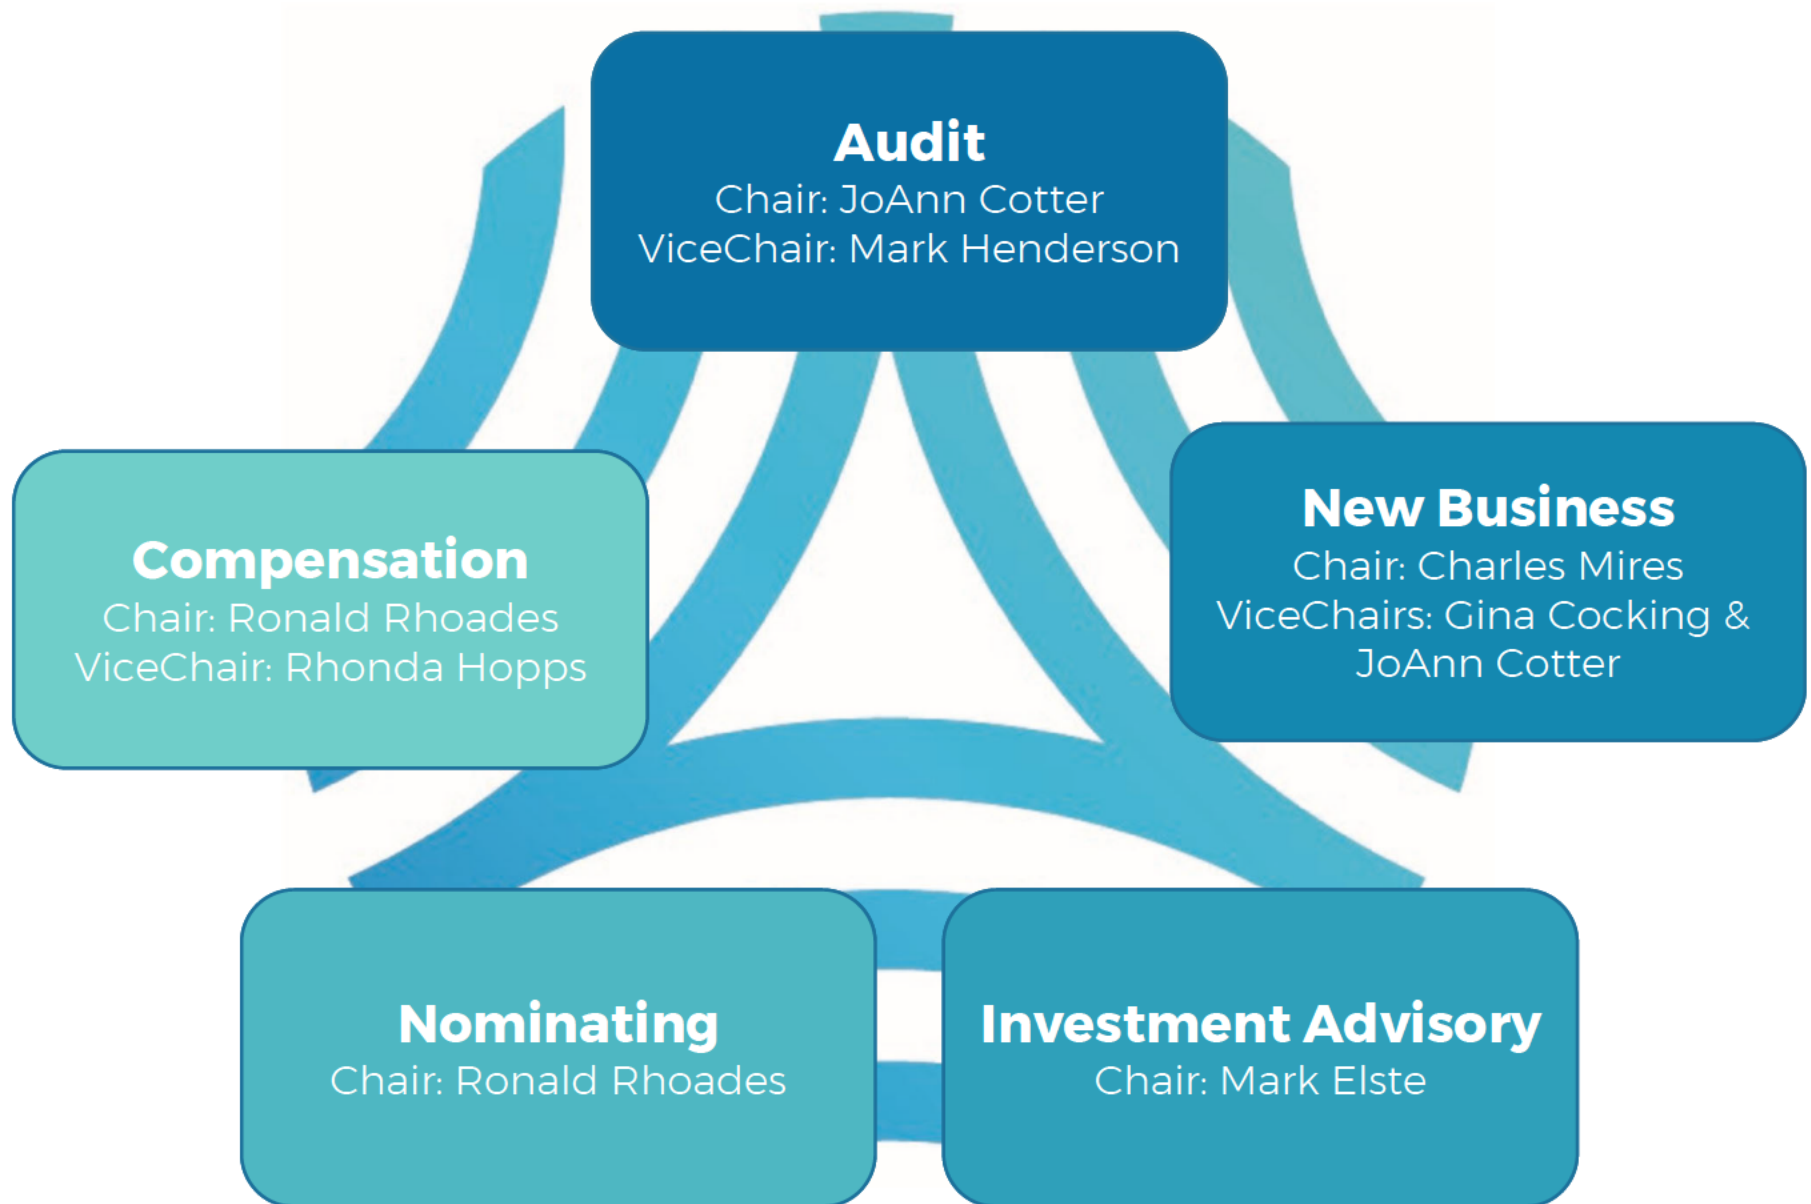 Audit
Chair: JoAnn Cotter
ViceChair: Mark Henderson
Compensation
Chair: Ronald Rhoades
ViceChair: Rhonda Hopps
New Business
Chair: Charles Mires
ViceChairs: Gina Cocking &
JoAnn Cotter
Nominating
Chair: Ronald Rhoades
Investment Advisory
Chair: Mark Elste